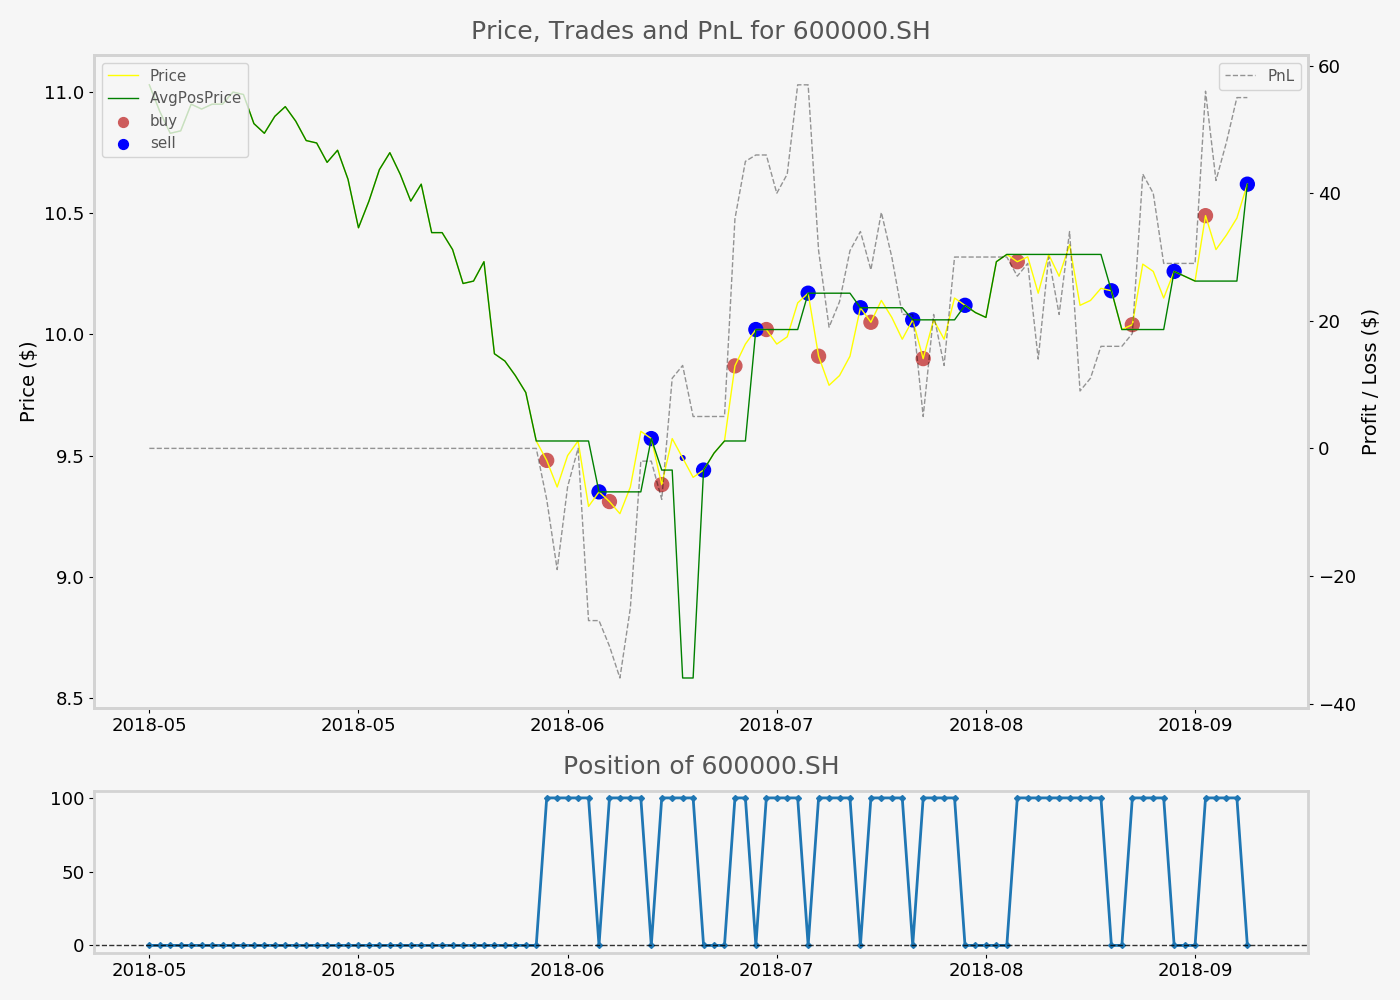 Price, Trades and PnL for 600000.SH
Price
AvgPosPrice
buy
sell
PnL
11.0
10.5
10.0
9.5
9.0
8.5
Price ($)
60
40
20
0
−20
−40
Profit / Loss ($)
2018-05 2018-05 2018-06 2018-07 2018-08 2018-09
Position of 600000.SH
100
50
0
2018-05 2018-05 2018-06 2018-07 2018-08 2018-09